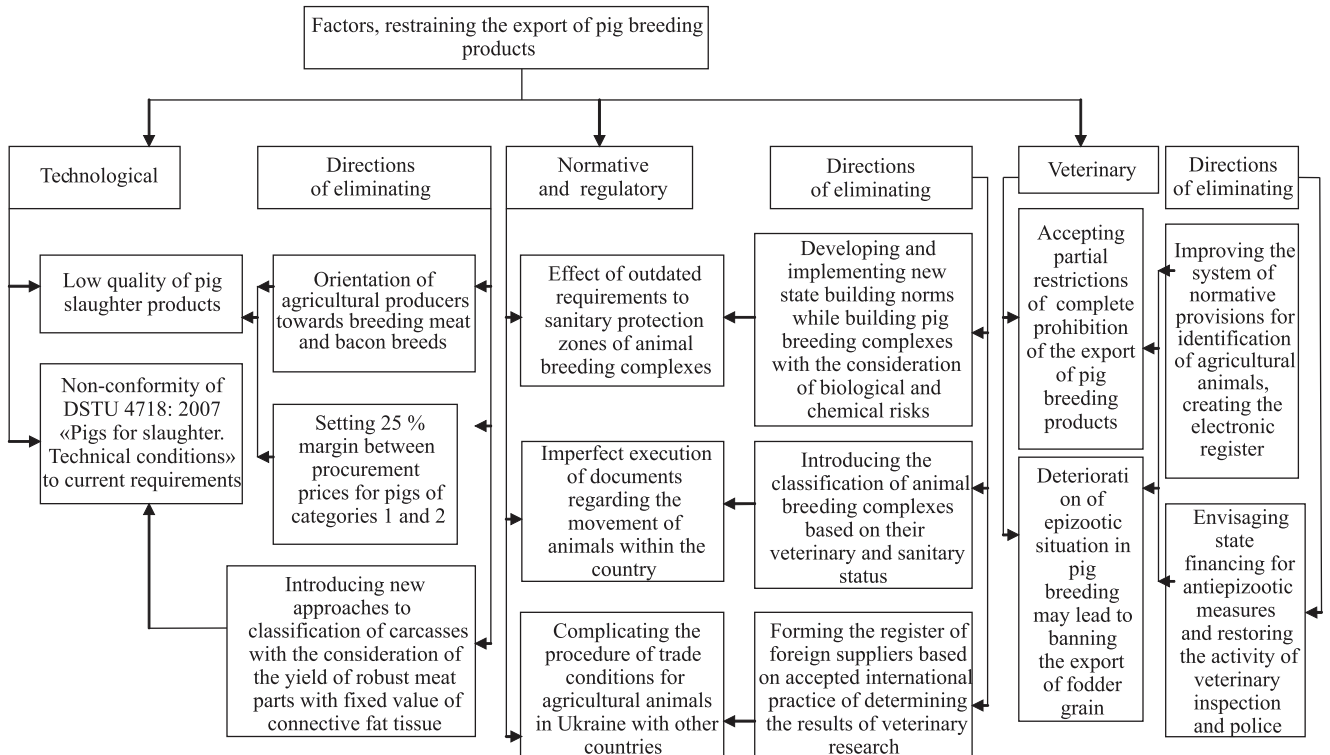 Factors, restraining the export of pig breeding
products
Technological
Directions
of eliminating
Normative
and regulatory
Directions
of eliminating
Veterinary
Directions
of eliminating
Low quality of pig
slaughter products
Non-conformity of
DSTU 4718: 2007
«Pigs for slaughter.
Technical conditions»
to current requirements
Orientation of
agricultural producers
towards breeding meat
and bacon breeds
Setting 25 %
margin between
procurement
prices for pigs of
categories 1 and 2
Introducing new
approaches to
classification of carcasses
with the consideration of
the yield of robust meat
parts with fixed value of
connective fat tissue
Effect of outdated
requirements to
sanitary protection
zones of animal
breeding complexes
Imperfect execution
of documents
regarding the
movement of
animals within the
country
Complicating the
procedure of trade
conditions for
agricultural animals
in Ukraine with other
countries
Developing and
implementing new
state building norms
while building pig
breeding complexes
with the consideration
of biological and
chemical risks
Introducing the
classification of animal
breeding complexes
based on their
veterinary and sanitary
status
Forming the register of
foreign suppliers based
on accepted international
practice of determining
the results of veterinary
research
Accepting
partial
restrictions
of complete
prohibition
of the export
of pig
breeding
products
Deteriorati
on of
epizootic
situation in
pig
breeding
may lead to
banning
the export
of fodder
grain
Improving the
system of
normative
provisions for
identification
of agricultural
animals,
creating the
electronic
register
Envisaging
state
financing for
antiepizootic
measures
and restoring
the activity of
veterinary
inspection
and police